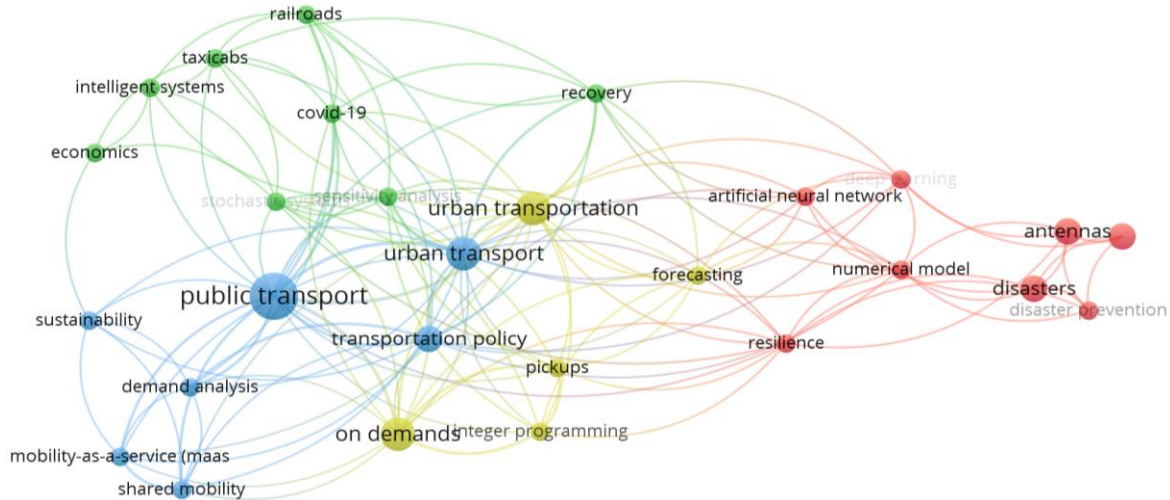 railroads
taxicabs
intelligent systems
recovery
covid-19
economics
deep learning
stochastic systems
sensitivity analysis
artificial neural network
urban transportation
antennas
urban transport
numerical model
forecasting
public transport
disasters
disaster prevention
sustainability
transportation policy
resilience
pickups
demand analysis
on demands
integer programming
mobility-as-a-service (maas
shared mobility